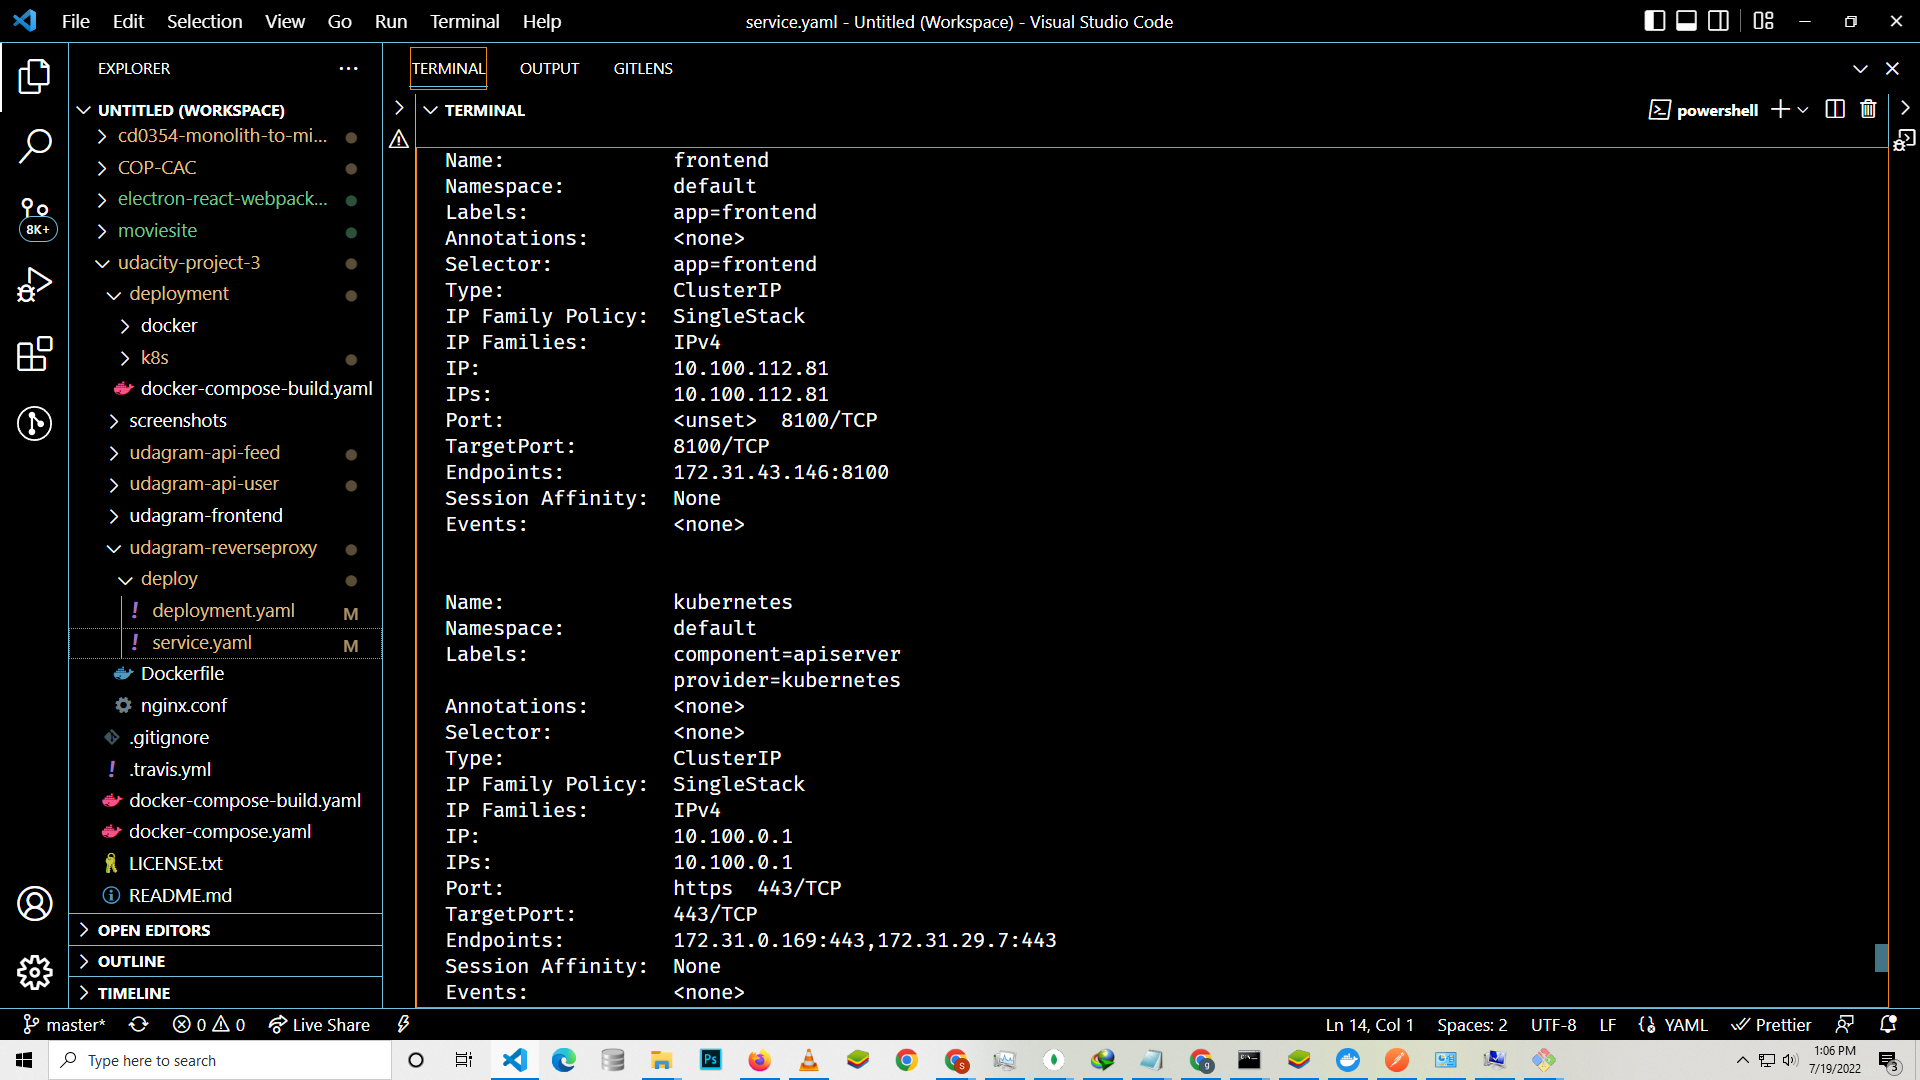 File Edit Selection View Go Run Terminal Help
service.yaml - Untitled (Workspace) - Visual Studio Code
EXPLORER
TERMINAL OUTPUT GITLENS
UNTITLED (WORKSPACE)
cd0354-monolith-to-mi...
COP-CAC
electron-react-webpack...
moviesite
udacity-project-3
deployment
docker
k8s
docker-compose-build.yaml
screenshots
udagram-api-feed
udagram-api-user
udagram-frontend
udagram-reverseproxy
deploy
! deployment.yaml M
! service.yaml M
Dockerfile
nginx.conf
.gitignore
! .travis.yml
docker-compose-build.yaml
docker-compose.yaml
LICENSE.txt
README.md
OPEN EDITORS
OUTLINE
TIMELINE
8K+
TERMINAL
powershell
Name: frontend
Namespace: default
Labels: app=frontend
Annotations: <none>
Selector: app=frontend
Type: ClusterIP
IP Family Policy: SingleStack
IP Families: IPv4
IP: 10.100.112.81
IPs: 10.100.112.81
Port: <unset> 8100/TCP
TargetPort: 8100/TCP
Endpoints: 172.31.43.146:8100
Session Affinity: None
Events: <none>
Name: kubernetes
Namespace: default
Labels: component=apiserver
provider=kubernetes
Annotations: <none>
Selector: <none>
Type: ClusterIP
IP Family Policy: SingleStack
IP Families: IPv4
IP: 10.100.0.1
IPs: 10.100.0.1
Port: https 443/TCP
TargetPort: 443/TCP
Endpoints: 172.31.0.169:443,172.31.29.7:443
Session Affinity: None
Events: <none>
master* 0 0 Live Share
Ln 14, Col 1 Spaces: 2 UTF-8 LF {} YAML Prettier
Type here to search
Ps
S
g
1:06 PM
7/19/2022
3